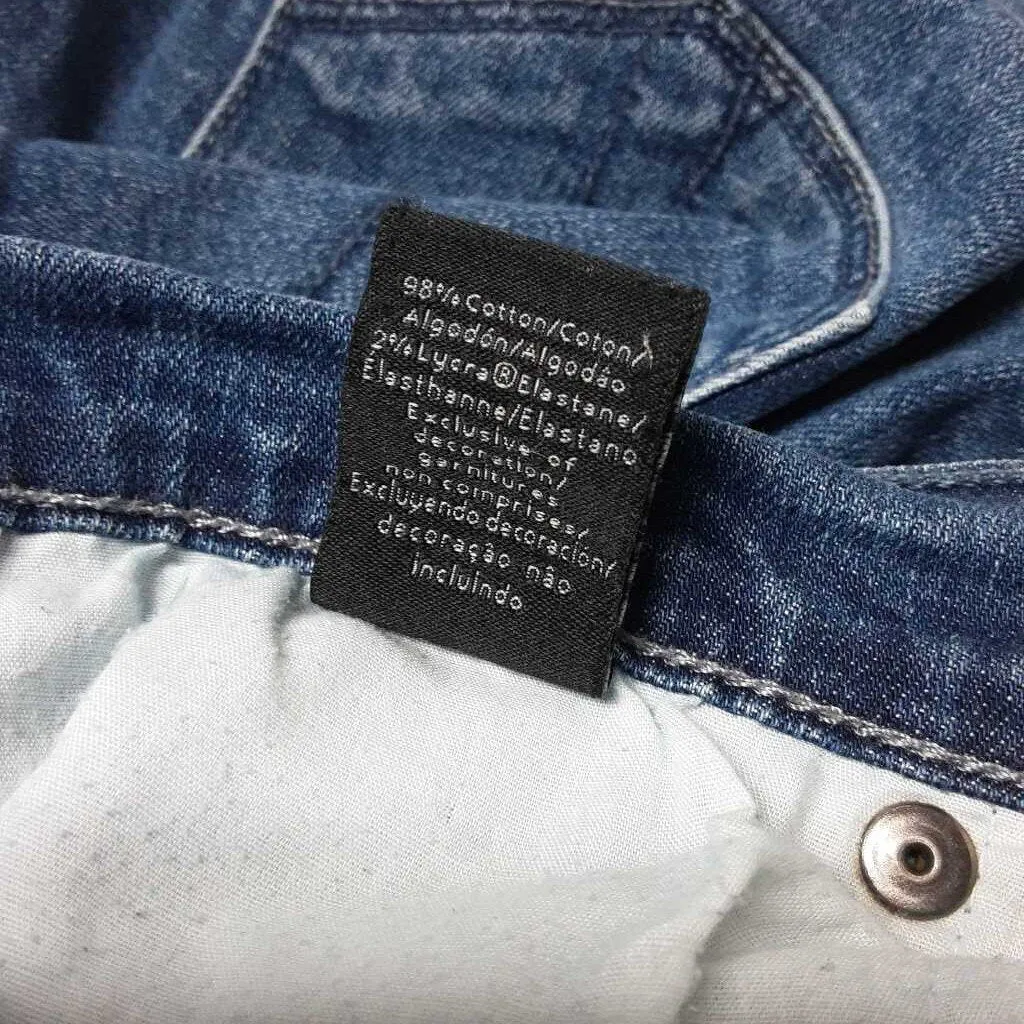 98% Cotton/Coton/
Algodón/Algodão
2% Lycra® Elastane/
Élasthanne/Elastano
Exclusive of
decoration/
garnitures
non comprises/
Excluyendo decoración/
decoração não
incluindo